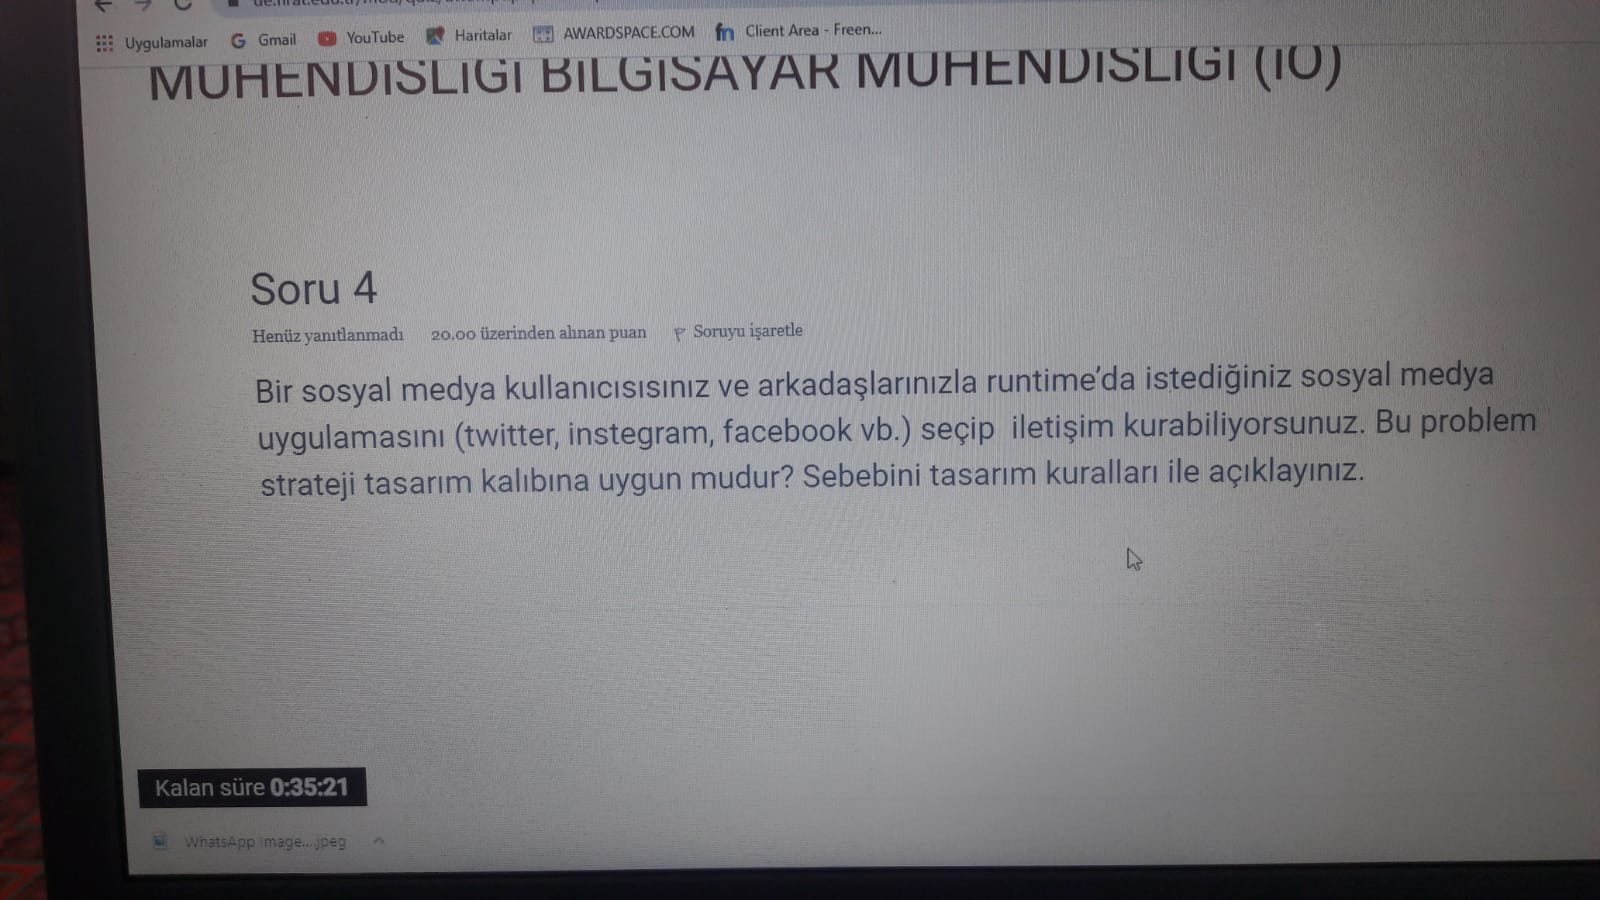 Uygulamalar Gmail YouTube Haritalar AWARDSPACE.COM fn Client Area - Freen...
MÜHENDİSLİĞİ BİLGİSAYAR MÜHENDİSLİĞİ (İÖ)
Soru 4
Henüz yanıtlanmadı 20.00 üzerinden alınan puan Soruyu işaretle
Bir sosyal medya kullanıcısısınız ve arkadaşlarınızla runtime'da istediğiniz sosyal medya
uygulamasını (twitter, instegram, facebook vb.) seçip iletişim kurabiliyorsunuz. Bu problem
strateji tasarım kalıbına uygun mudur? Sebebini tasarım kuralları ile açıklayınız.
Kalan süre 0:35:21
WhatsApp Image....jpeg